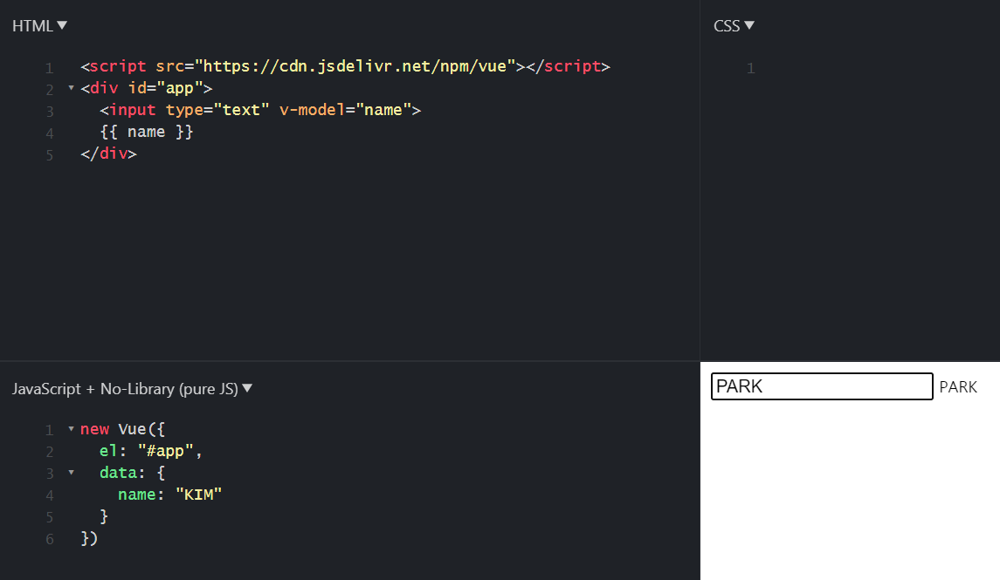 HTML ▼
1 <script src="https://cdn.jsdelivr.net/npm/vue"></script>
2 ▾ <div id="app">
3   <input type="text" v-model="name">
4   {{ name }}
5 </div>
CSS ▼
1
JavaScript + No-Library (pure JS) ▼
1 ▾ new Vue({
2   el: "#app",
3 ▾   data: {
4     name: "KIM"
5   }
6 })
PARK PARK